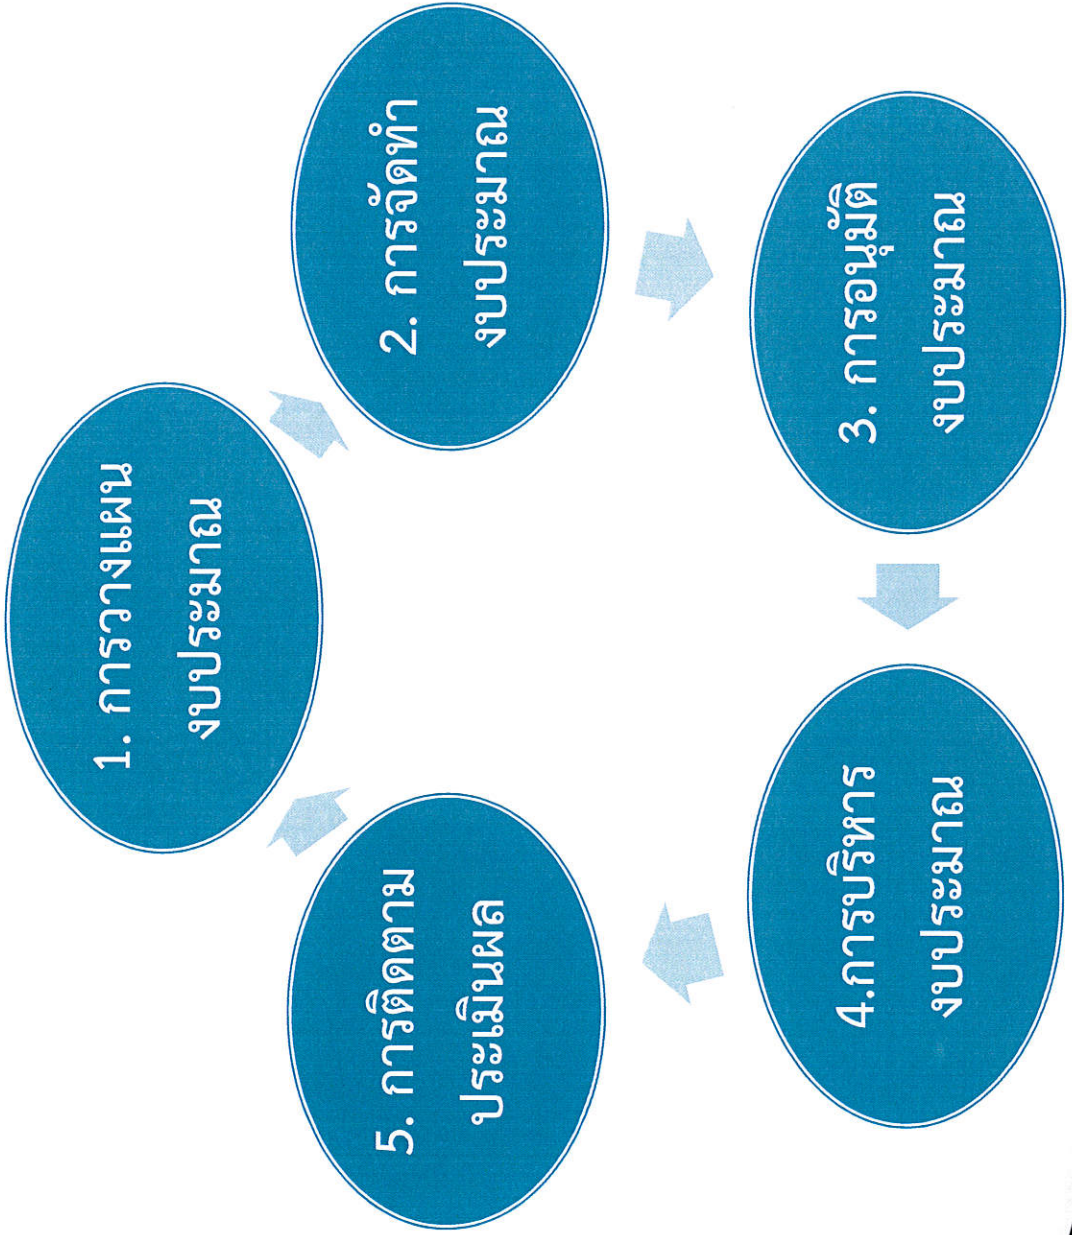 1. การวางแผน
งบประมาณ
2. การจัดทำ
งบประมาณ
3. การอนุมัติ
งบประมาณ
4.การบริหาร
งบประมาณ
5. การติดตาม
ประเมินผล